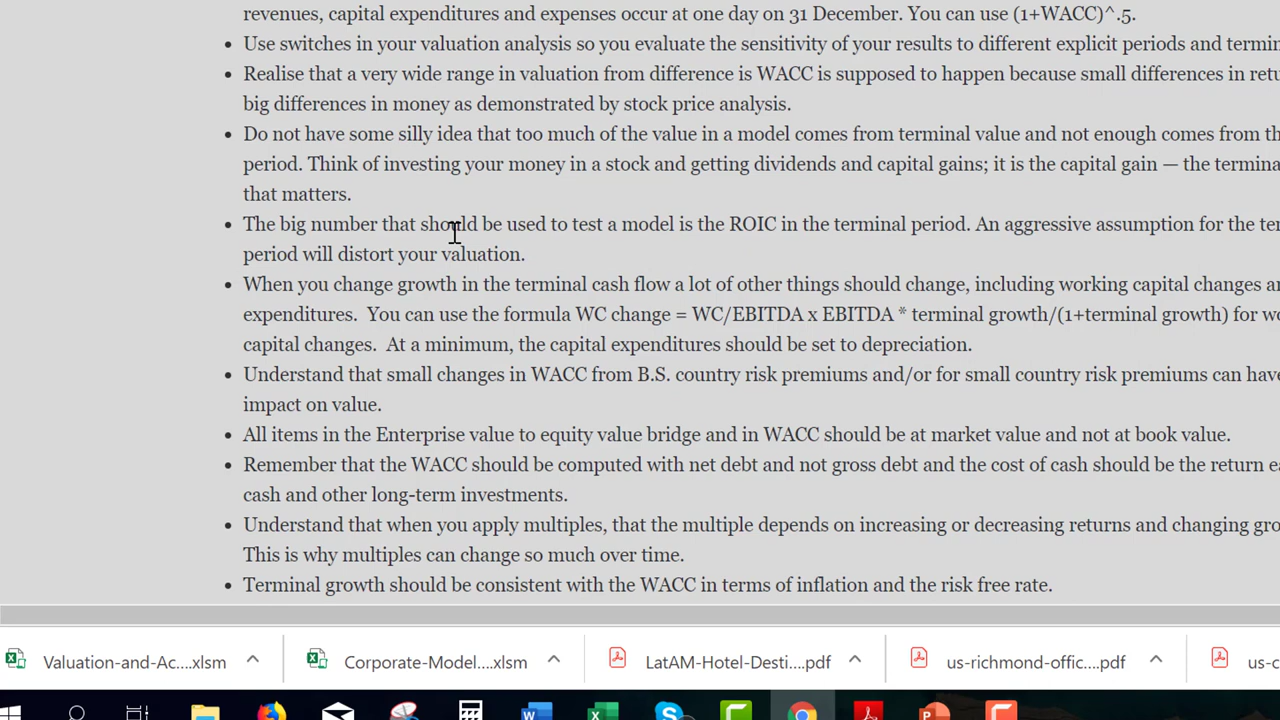 revenues, capital expenditures and expenses occur at one day on 31 December. You can use (1+WACC)^.5.
Use switches in your valuation analysis so you evaluate the sensitivity of your results to different explicit periods and
Realise that a very wide range in valuation from difference is WACC is supposed to happen because small differences in
big differences in money as demonstrated by stock price analysis.
Do not have some silly idea that too much of the value in a model comes from terminal value and not enough comes from
period. Think of investing your money in a stock and getting dividends and capital gains; it is the capital gain — the
that matters.
The big number that should be used to test a model is the ROIC in the terminal period. An aggressive assumption for the
period will distort your valuation.
When you change growth in the terminal cash flow a lot of other things should change, including working capital changes
expenditures. You can use the formula WC change = WC/EBITDA x EBITDA * terminal growth/(1+terminal growth) for
capital changes. At a minimum, the capital expenditures should be set to depreciation.
Understand that small changes in WACC from B.S. country risk premiums and/or for small country risk premiums can have
impact on value.
All items in the Enterprise value to equity value bridge and in WACC should be at market value and not at book value.
Remember that the WACC should be computed with net debt and not gross debt and the cost of cash should be the return
cash and other long-term investments.
Understand that when you apply multiples, that the multiple depends on increasing or decreasing returns and changing
This is why multiples can change so much over time.
Terminal growth should be consistent with the WACC in terms of inflation and the risk free rate.
Valuation-and-Ac....xlsm
Corporate-Model....xlsm
LatAM-Hotel-Desti....pdf
us-richmond-offic....pdf